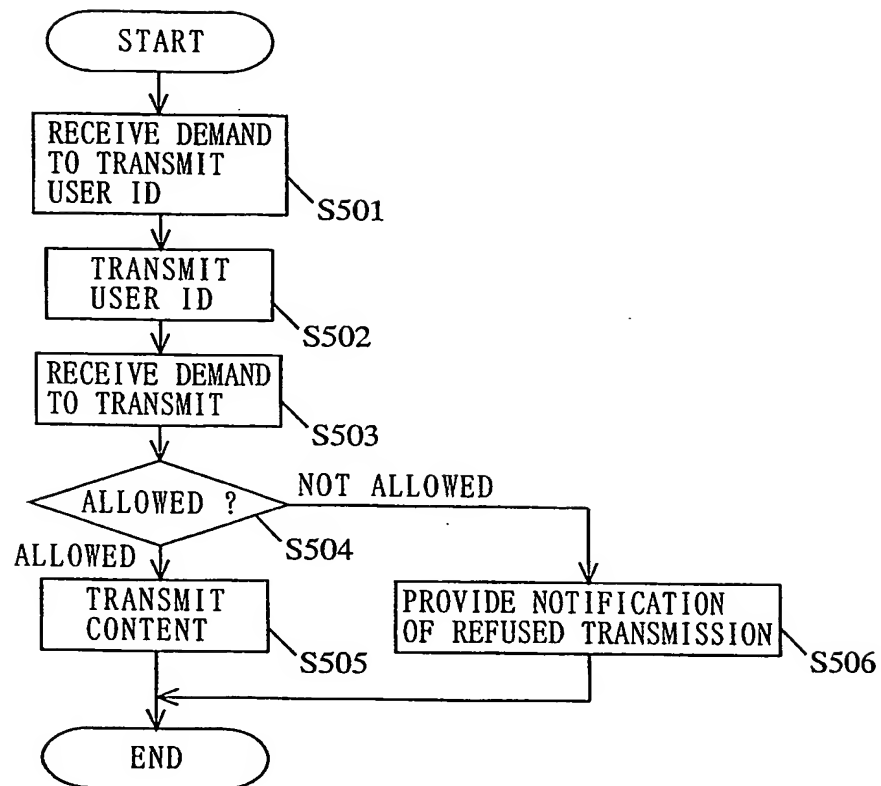 START
RECEIVE DEMAND
TO TRANSMIT
USER ID
S501
TRANSMIT
USER ID
S502
RECEIVE DEMAND
TO TRANSMIT
S503
ALLOWED ?
NOT ALLOWED
S504
ALLOWED
TRANSMIT
CONTENT
S505
PROVIDE NOTIFICATION
OF REFUSED TRANSMISSION
S506
END